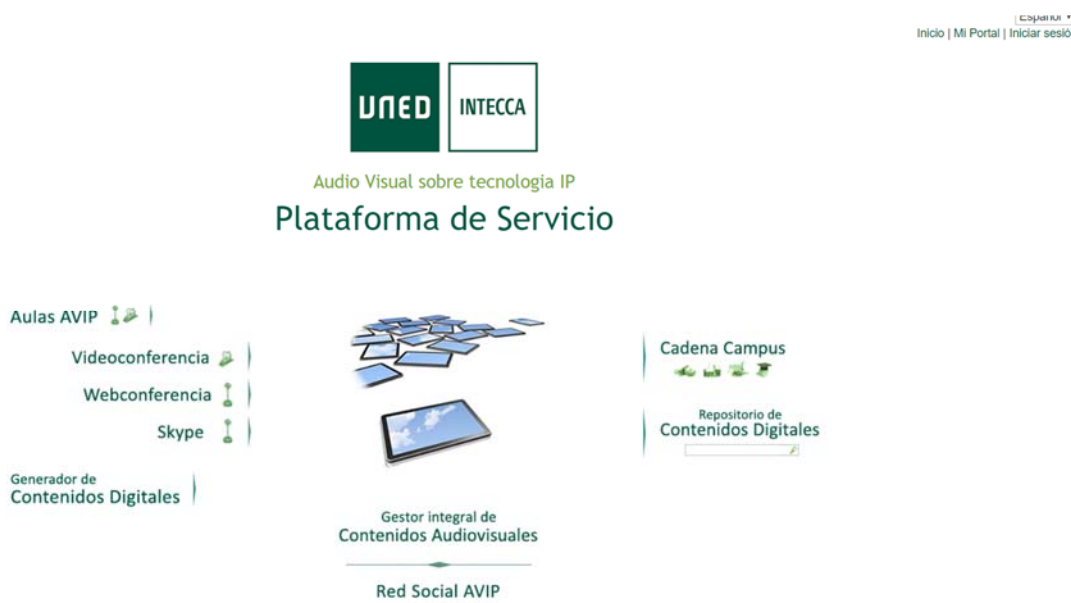 Español
Inicio | Mi Portal | Iniciar sesió
UNED
INTECCA
Audio Visual sobre tecnologia IP
Plataforma de Servicio
Aulas AVIP
Videoconferencia
Webconferencia
Skype
Generador de
Contenidos Digitales
Cadena Campus
Repositorio de
Contenidos Digitales
Gestor integral de
Contenidos Audiovisuales
Red Social AVIP